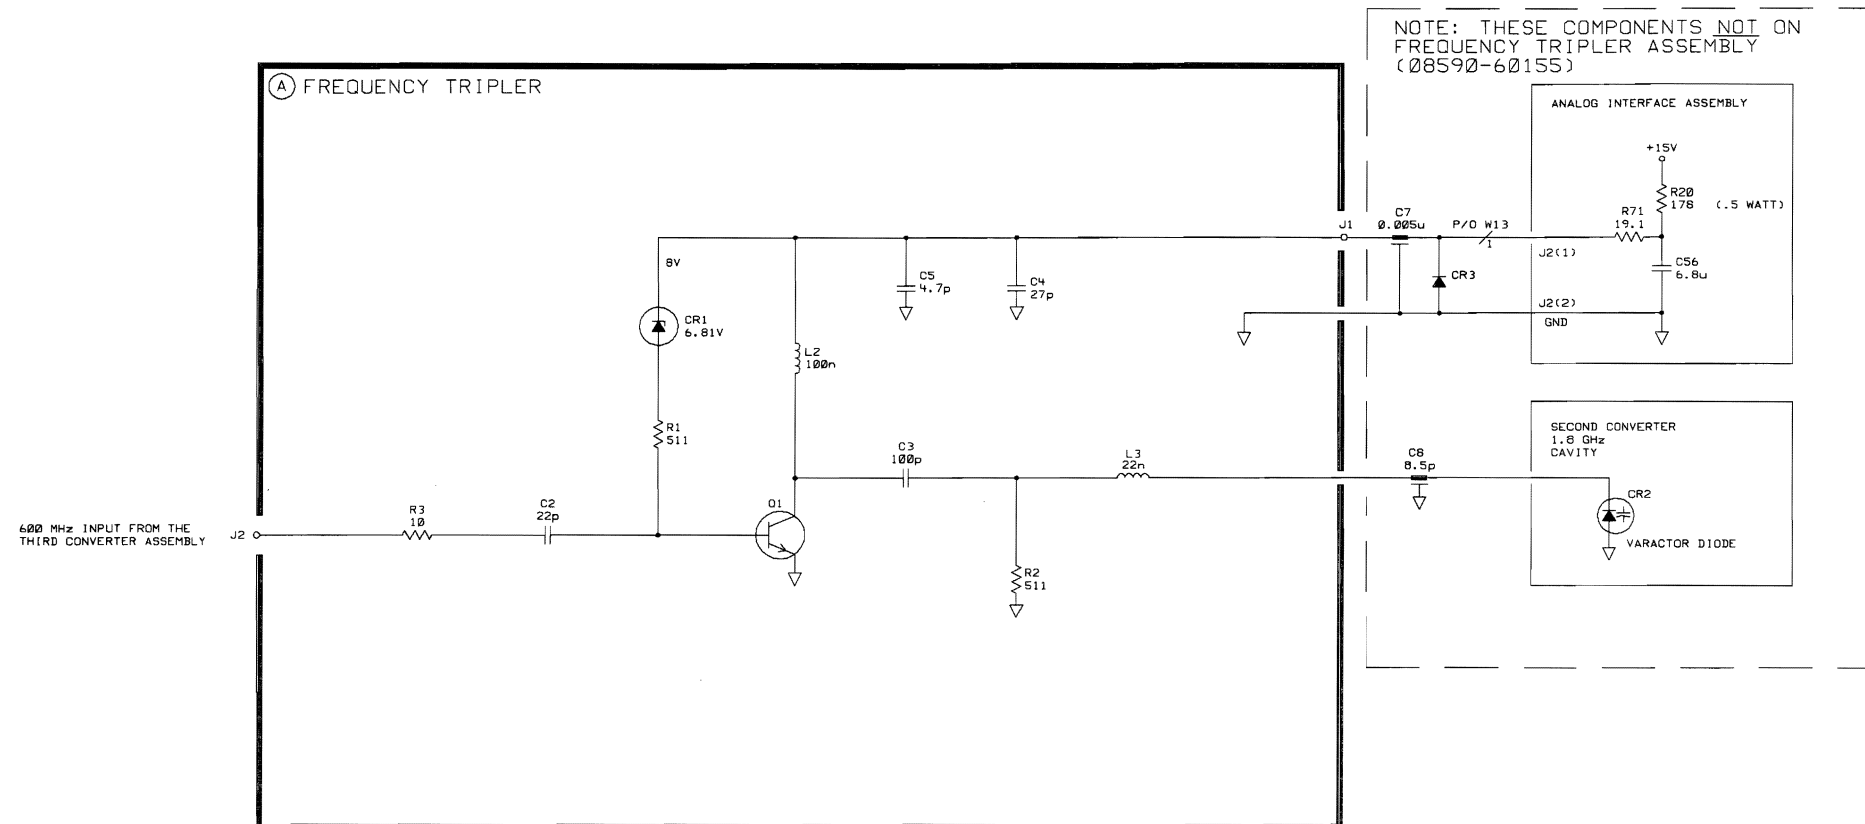 NOTE: THESE COMPONENTS NOT ON
FREQUENCY TRIPLER ASSEMBLY
(08590-60155)
A FREQUENCY TRIPLER
ANALOG INTERFACE ASSEMBLY
+15V
R20
178 (.5 WATT)
R71
19.1
C7
0.005u
P/O W13
1
J1
J2(1)
C56
6.8u
CR3
J2(2)
GND
8V
C5
4.7p
C4
27p
CR1
6.81V
L2
100n
R1
511
C3
100p
L3
22n
C8
8.5p
SECOND CONVERTER
1.8 GHz
CAVITY
CR2
VARACTOR DIODE
Q1
R3
10
C2
22p
600 MHz INPUT FROM THE
THIRD CONVERTER ASSEMBLY
J2
R2
511